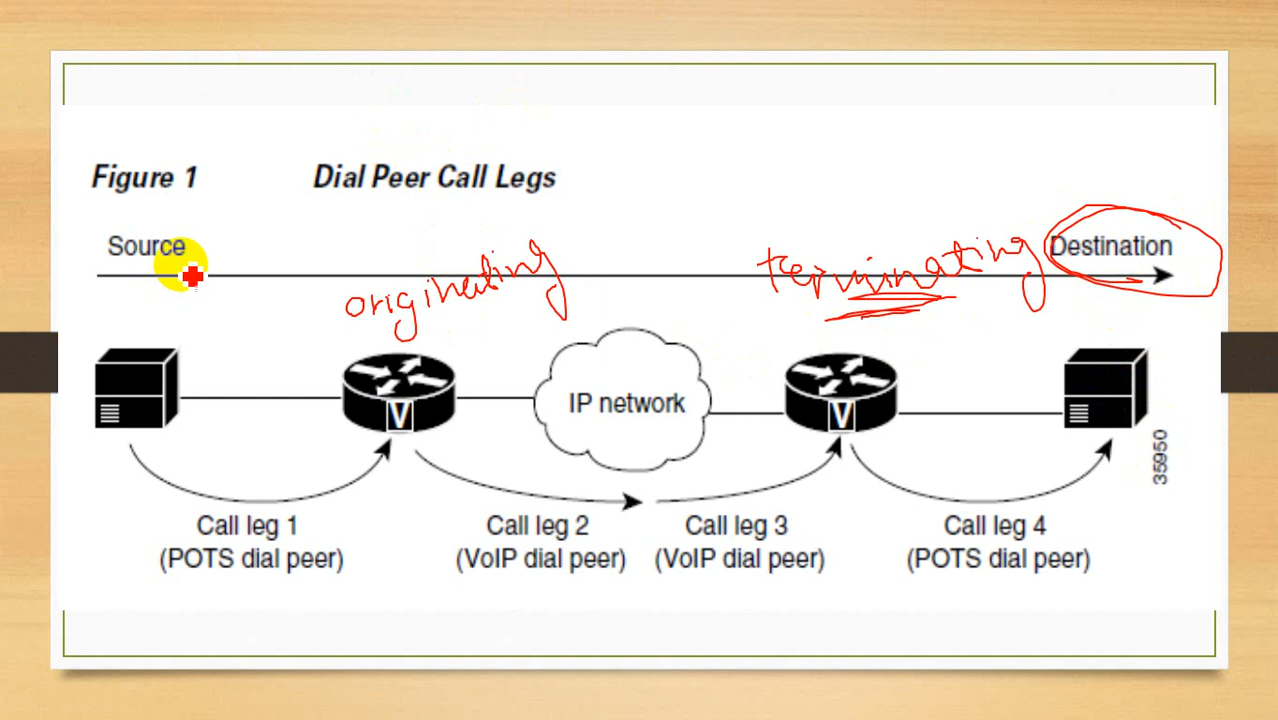 Figure 1 Dial Peer Call Legs
Source Destination
originating terminating
IP network
V V
35950
Call leg 1 Call leg 2 Call leg 3 Call leg 4
(POTS dial peer) (VoIP dial peer) (VoIP dial peer) (POTS dial peer)